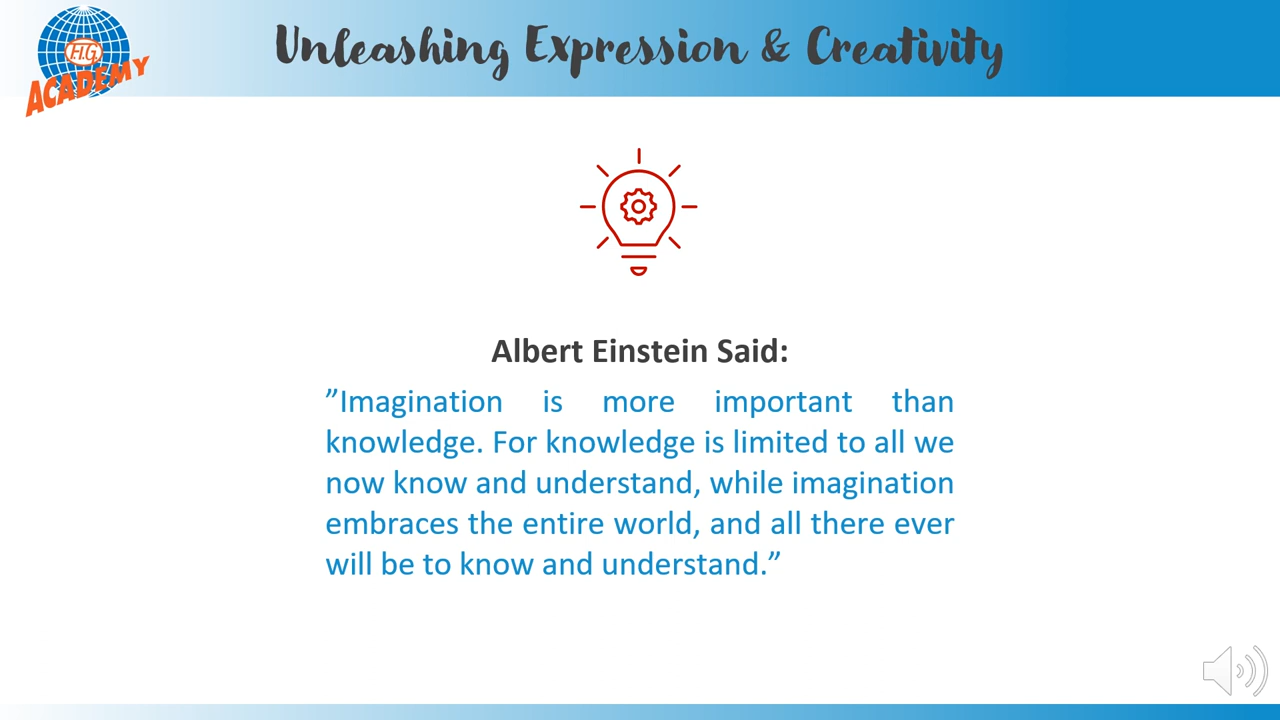 F.I.G.
ACADEMY
Unleashing Expression & Creativity
Albert Einstein Said:
”Imagination is more important than
knowledge. For knowledge is limited to all we
now know and understand, while imagination
embraces the entire world, and all there ever
will be to know and understand.”